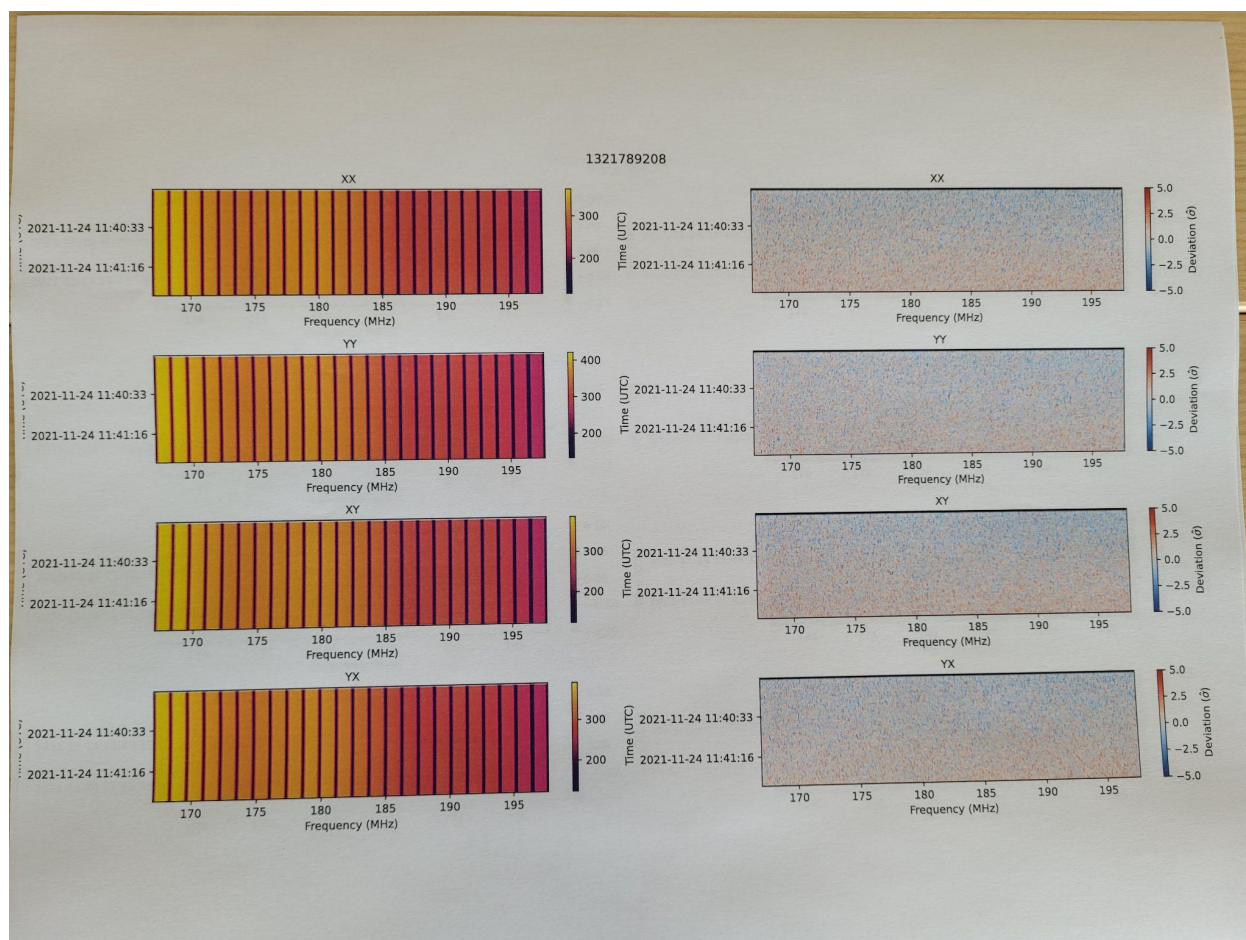 1321789208
XX
300
200
2021-11-24 11:40:33
2021-11-24 11:41:16
170 175 180 185 190 195
Frequency (MHz)
XX
Time (UTC)
2021-11-24 11:40:33
2021-11-24 11:41:16
170 175 180 185 190 195
Frequency (MHz)
5.0
2.5
0.0
−2.5
−5.0
Deviation (σ̂)
YY
400
300
200
2021-11-24 11:40:33
2021-11-24 11:41:16
170 175 180 185 190 195
Frequency (MHz)
YY
Time (UTC)
2021-11-24 11:40:33
2021-11-24 11:41:16
170 175 180 185 190 195
Frequency (MHz)
5.0
2.5
0.0
−2.5
−5.0
Deviation (σ̂)
XY
300
200
2021-11-24 11:40:33
2021-11-24 11:41:16
170 175 180 185 190 195
Frequency (MHz)
XY
Time (UTC)
2021-11-24 11:40:33
2021-11-24 11:41:16
170 175 180 185 190 195
Frequency (MHz)
5.0
2.5
0.0
−2.5
−5.0
Deviation (σ̂)
YX
300
200
2021-11-24 11:40:33
2021-11-24 11:41:16
170 175 180 185 190 195
Frequency (MHz)
YX
Time (UTC)
2021-11-24 11:40:33
2021-11-24 11:41:16
170 175 180 185 190 195
Frequency (MHz)
5.0
2.5
0.0
−2.5
−5.0
Deviation (σ̂)